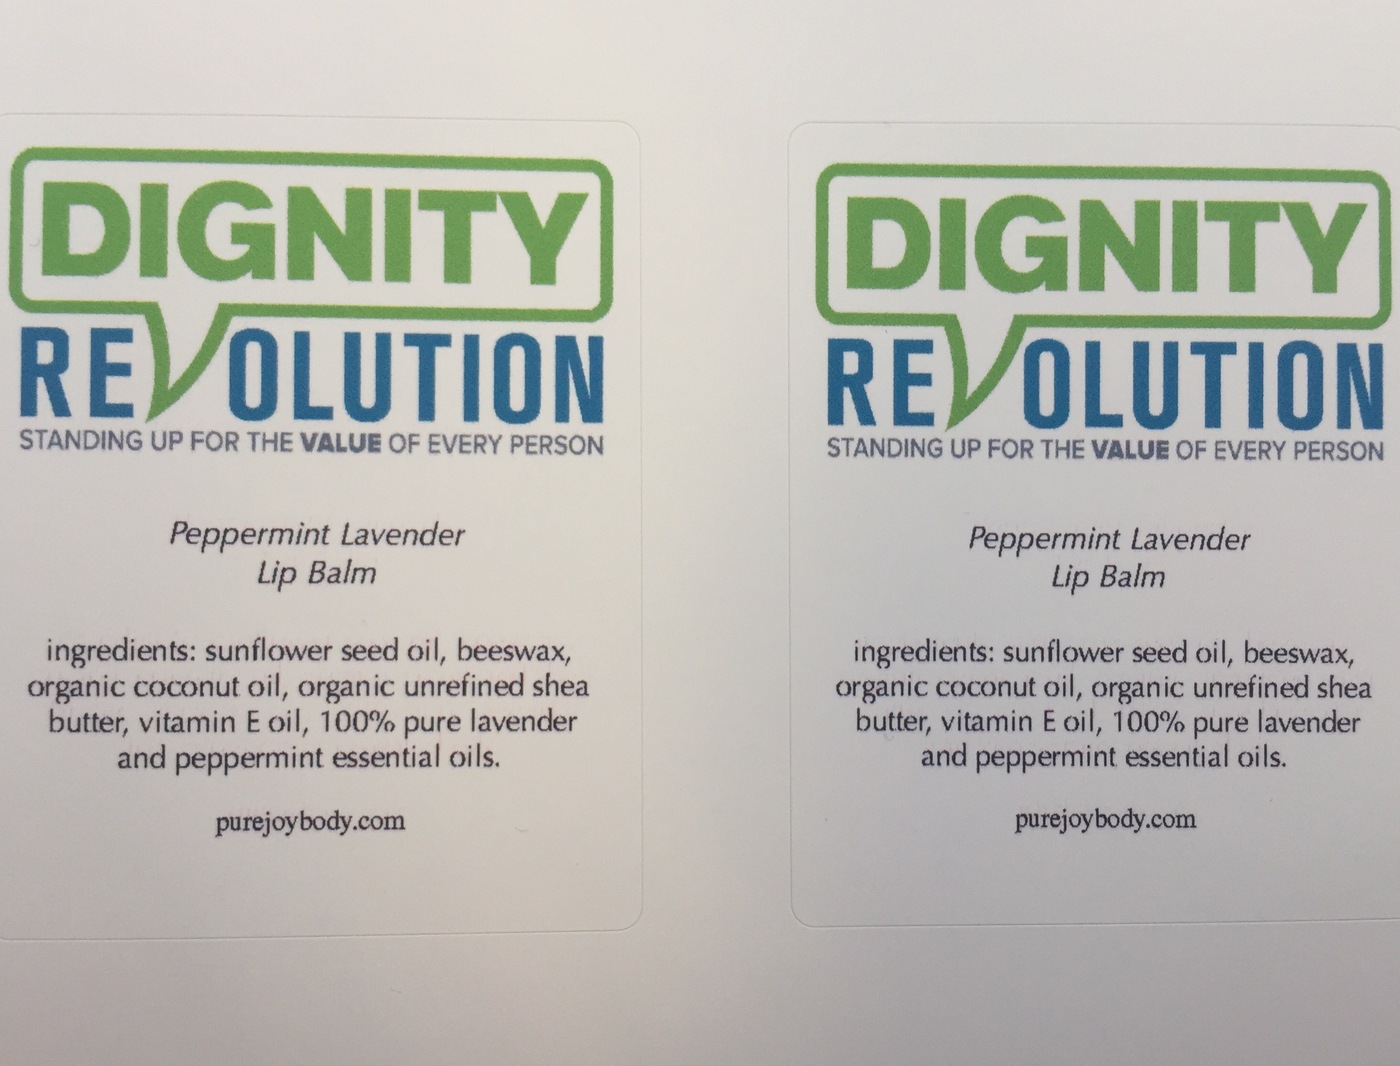 DIGNITY
REVOLUTION
STANDING UP FOR THE VALUE OF EVERY PERSON
Peppermint Lavender
Lip Balm
ingredients: sunflower seed oil, beeswax,
organic coconut oil, organic unrefined shea
butter, vitamin E oil, 100% pure lavender
and peppermint essential oils.
purejoybody.com
DIGNITY
REVOLUTION
STANDING UP FOR THE VALUE OF EVERY PERSON
Peppermint Lavender
Lip Balm
ingredients: sunflower seed oil, beeswax,
organic coconut oil, organic unrefined shea
butter, vitamin E oil, 100% pure lavender
and peppermint essential oils.
purejoybody.com